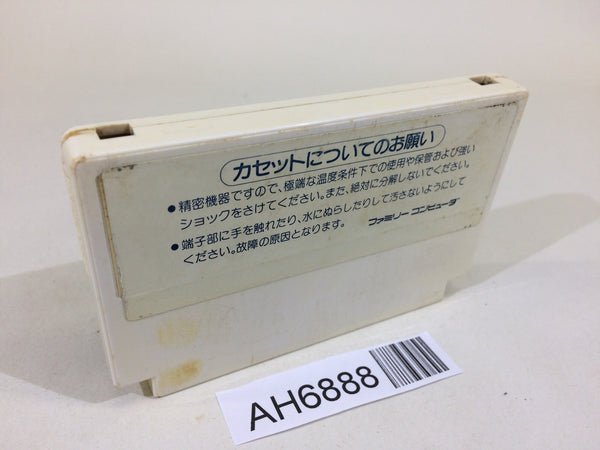 カセットについてのお願い
●精密機器ですので、極端な温度条件下での使用や保管および強い
ショックをさけてください。また、絶対に分解しないでください。
●端子部に手を触れたり、水にぬらしたりして汚さないようにして
ください。故障の原因となります。 ファミリーコンピュータ
AH6888